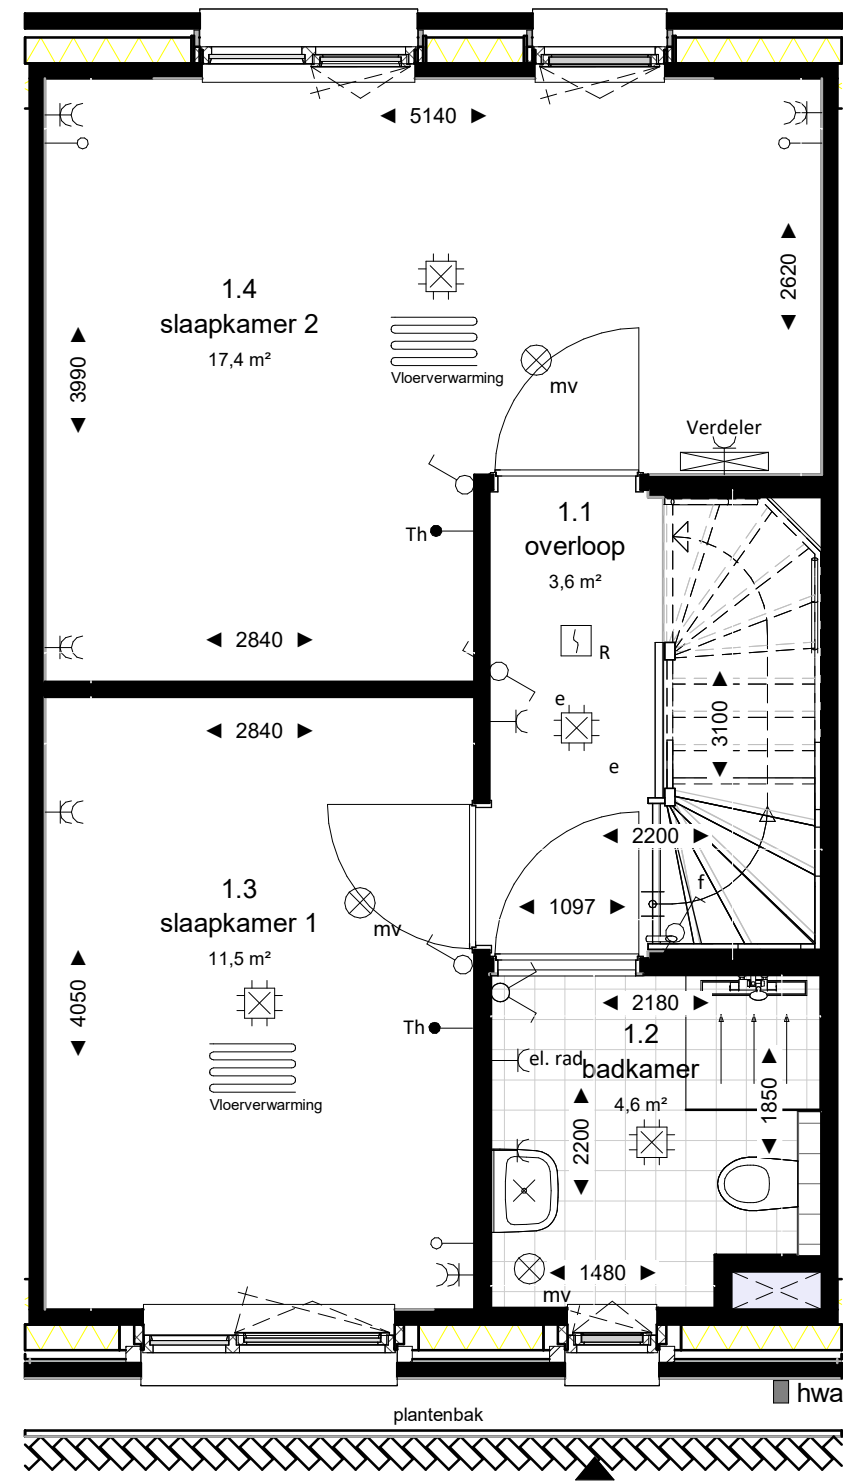 5140
2620
1.4
slaapkamer 2
17,4 m²
3990
Vloerverwarming
mv
Verdeler
1.1
overloop
3,6 m²
Th
2840
R
e
3100
2840
e
2200
f
1097
1.3
slaapkamer 1
11,5 m²
mv
4050
Th
2180
1.2
el. rad
badkamer
4,6 m²
1850
2200
Vloerverwarming
1480
mv
hwa
plantenbak